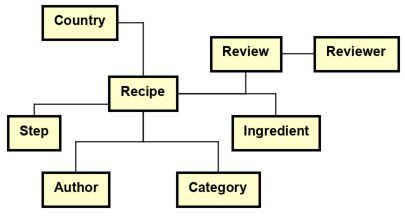 Country
Review
Reviewer
Recipe
Step
Ingredient
Author
Category